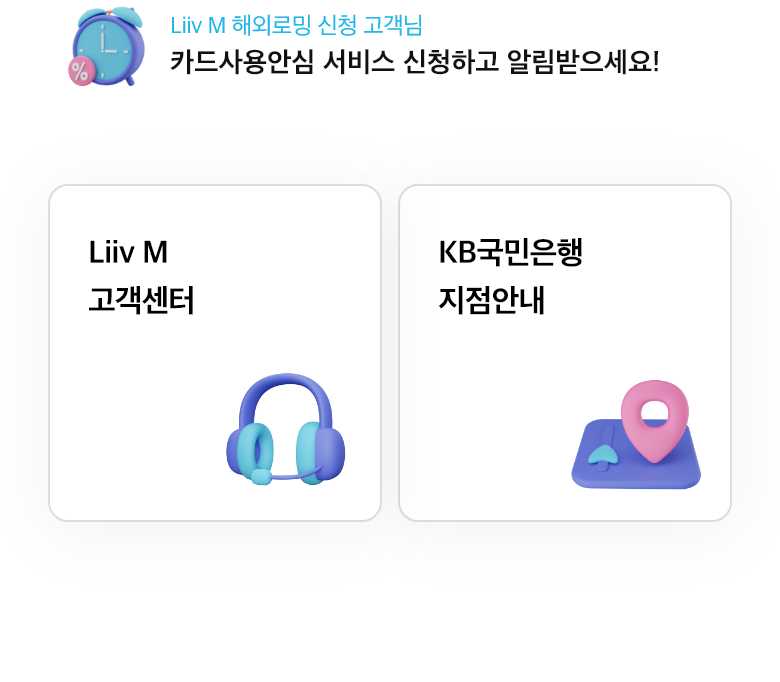 Liiv M 해외로밍 신청 고객님
카드사용안심 서비스 신청하고 알림받으세요!
%
Liiv M
고객센터
KB국민은행
지점안내